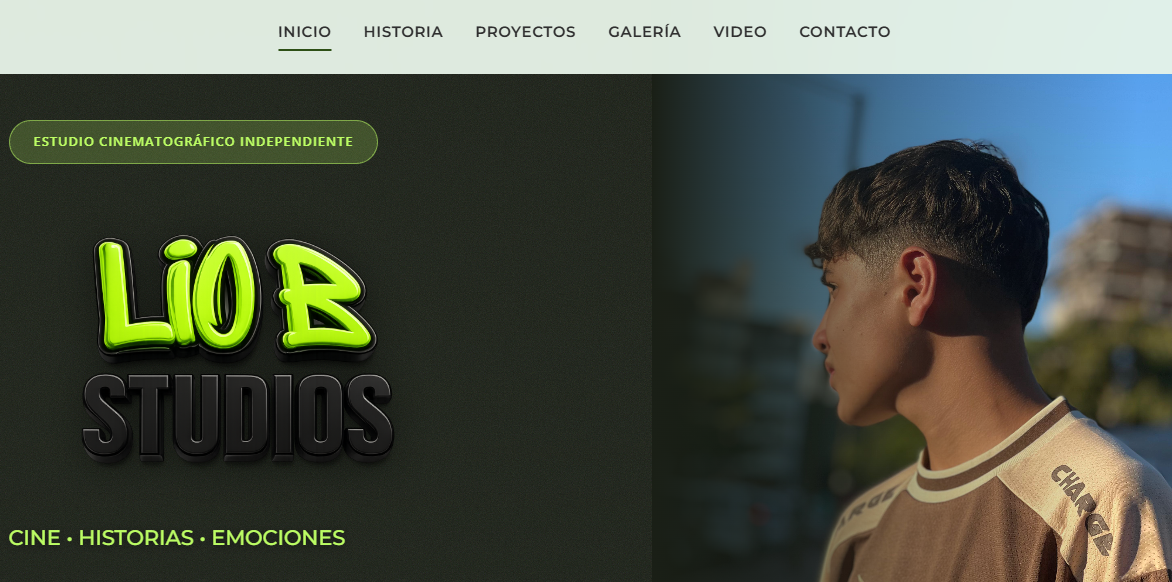 INICIO HISTORIA PROYECTOS GALERÍA VIDEO CONTACTO
ESTUDIO CINEMATOGRÁFICO INDEPENDIENTE
LiO B
STUDIOS
CINE • HISTORIAS • EMOCIONES
CHARGE